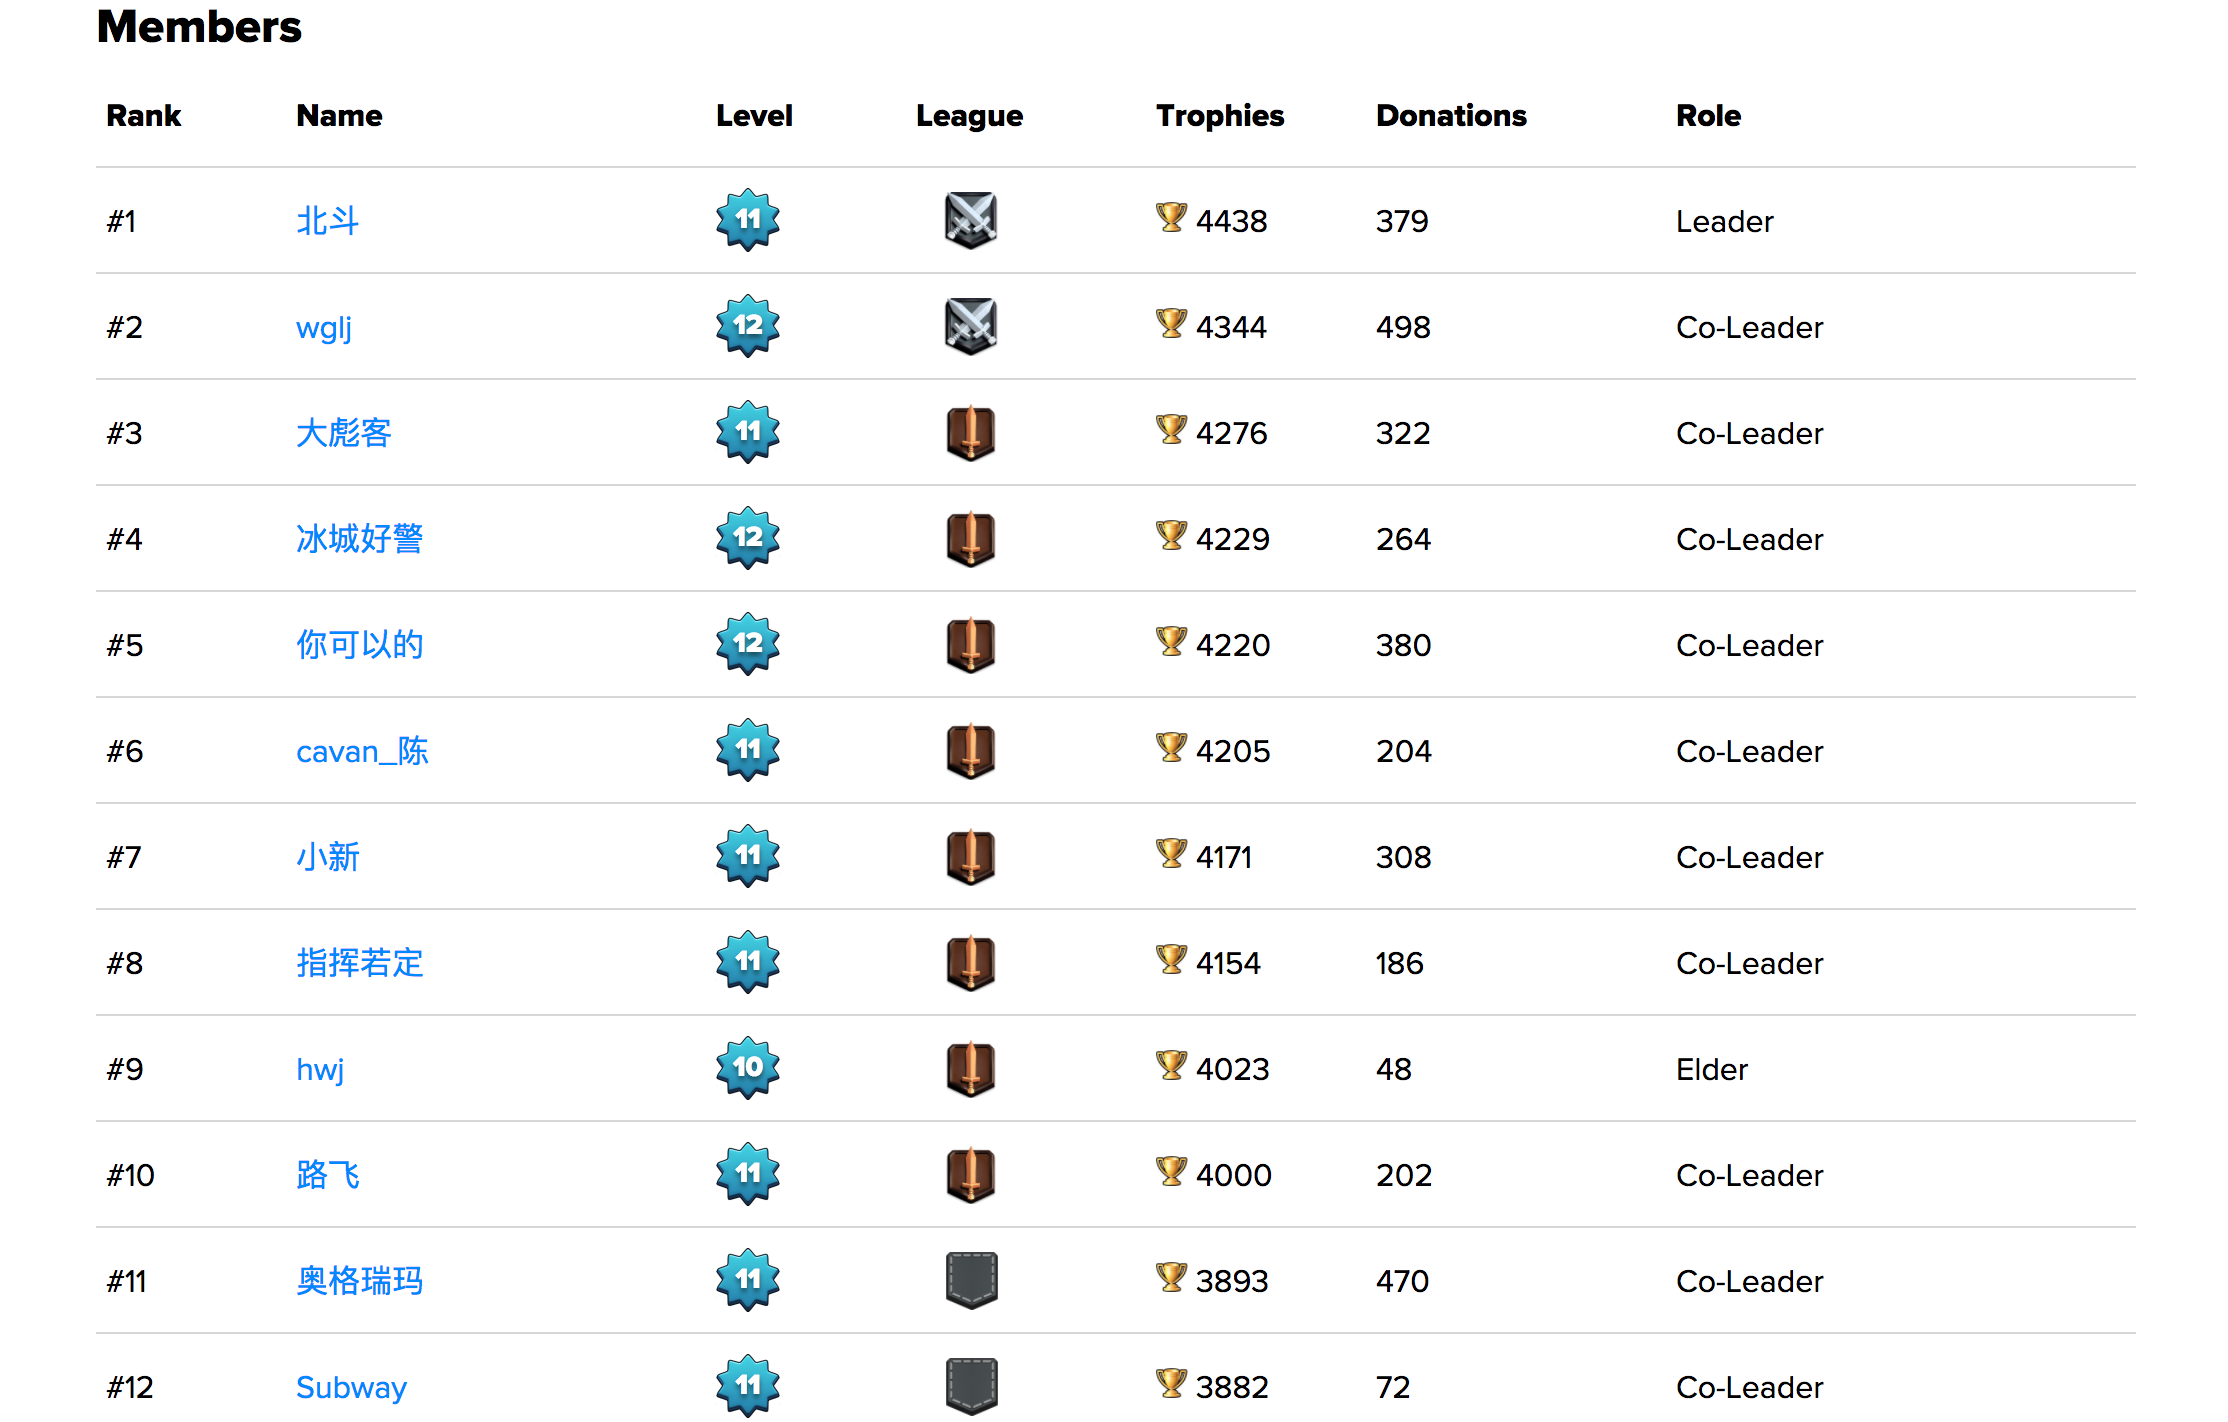 Members
Rank Name Level League Trophies Donations Role
#1 北斗 11 4438 379 Leader
#2 wglj 12 4344 498 Co-Leader
#3 大彪客 11 4276 322 Co-Leader
#4 冰城好警 12 4229 264 Co-Leader
#5 你可以的 12 4220 380 Co-Leader
#6 cavan_陈 11 4205 204 Co-Leader
#7 小新 11 4171 308 Co-Leader
#8 指挥若定 11 4154 186 Co-Leader
#9 hwj 10 4023 48 Elder
#10 路飞 11 4000 202 Co-Leader
#11 奥格瑞玛 11 3893 470 Co-Leader
#12 Subway 11 3882 72 Co-Leader